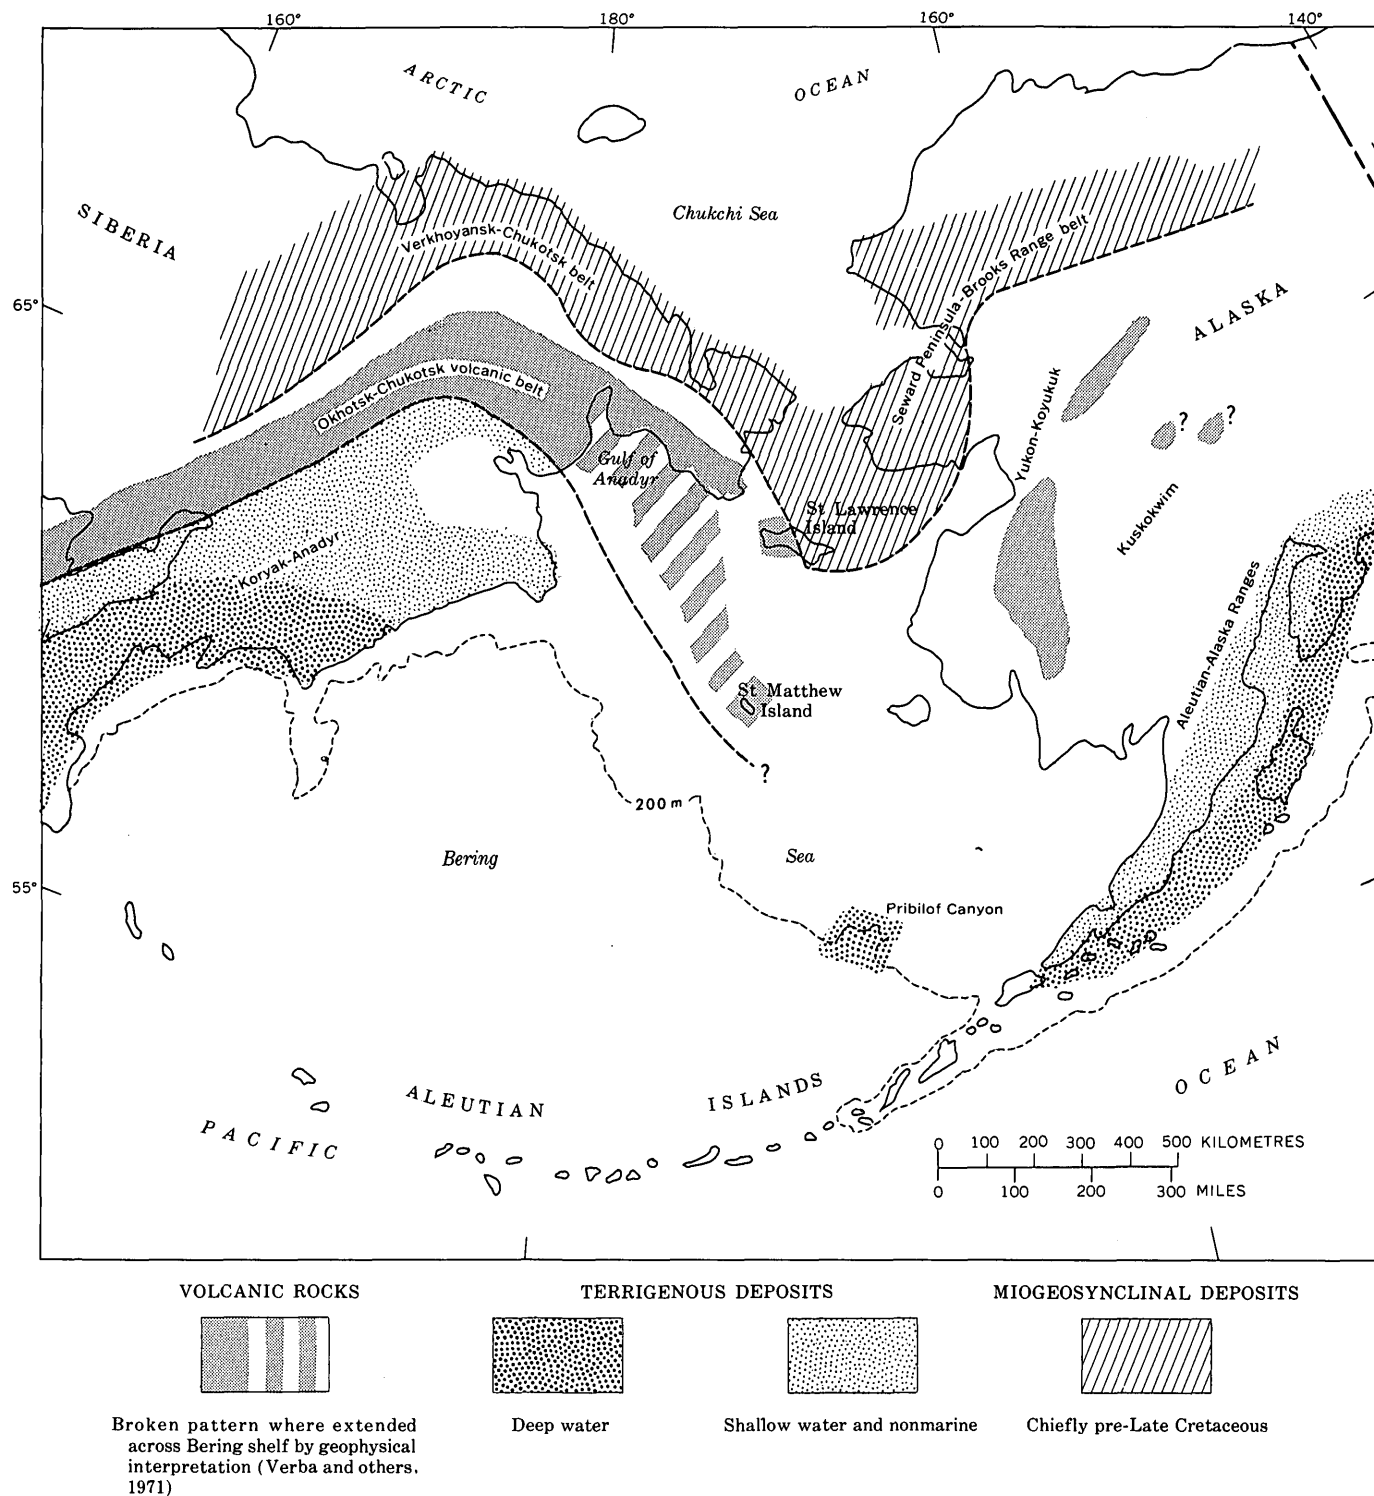 160°
180°
160°
140°
ARCTIC
OCEAN
SIBERIA
Chukchi Sea
Verkhoyansk-Chukotsk belt
Seward Peninsula-Brooks Range belt
65°
ALASKA
Okhotsk-Chukotsk volcanic belt
Yukon-Koyukuk
?
?
Gulf of
Anadyr
St Lawrence
Island
Kuskokwim
Koryak-Anadyr
Aleutian-Alaska Ranges
St Matthew
Island
?
200 m
Bering
Sea
55°
Pribilof Canyon
ALEUTIAN
ISLANDS
PACIFIC
OCEAN
0 100 200 300 400 500 KILOMETRES
0 100 200 300 MILES
VOLCANIC ROCKS
TERRIGENOUS DEPOSITS
MIOGEOSYNCLINAL DEPOSITS
Broken pattern where extended
across Bering shelf by geophysical
interpretation (Verba and others,
1971)
Deep water
Shallow water and nonmarine
Chiefly pre-Late Cretaceous